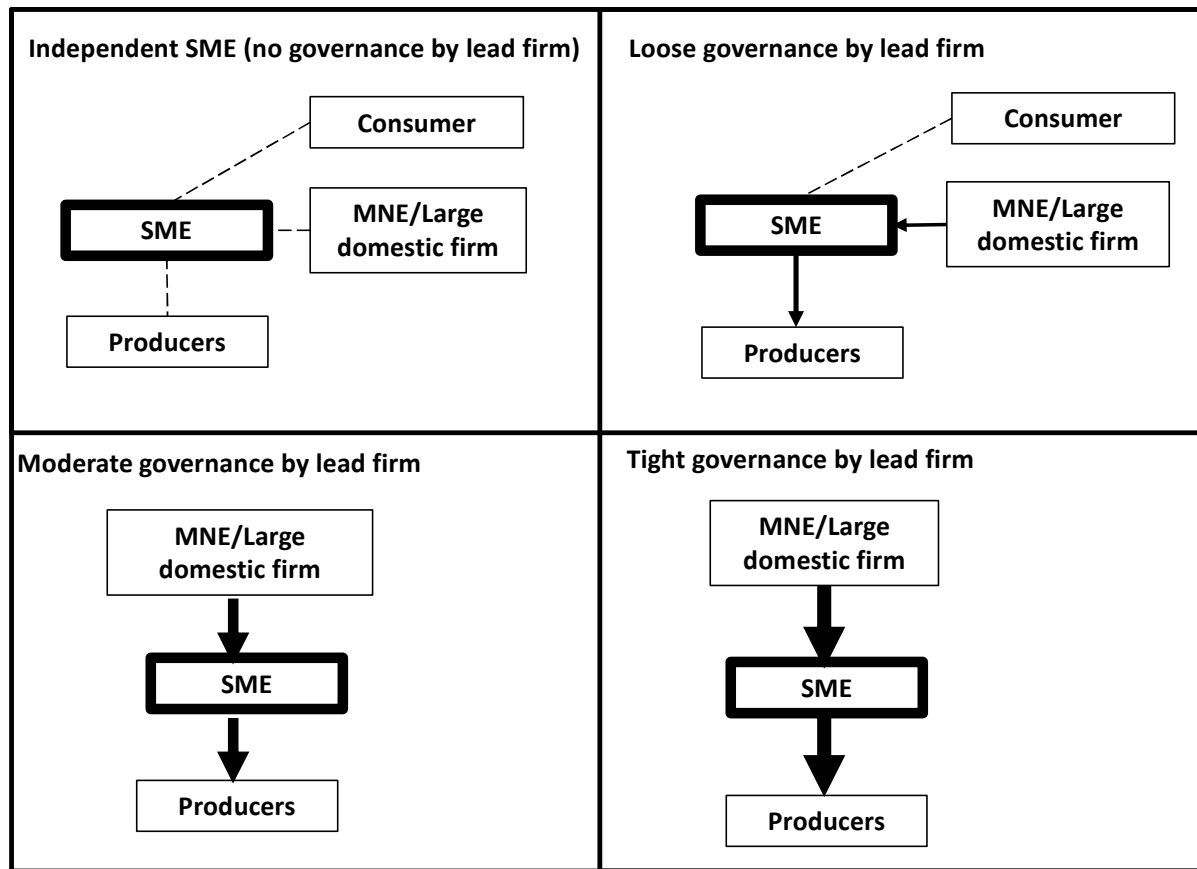 Independent SME (no governance by lead firm)
Consumer
SME
MNE/Large
domestic firm
Producers
Loose governance by lead firm
Consumer
SME
MNE/Large
domestic firm
Producers
Moderate governance by lead firm
MNE/Large
domestic firm
SME
Producers
Tight governance by lead firm
MNE/Large
domestic firm
SME
Producers